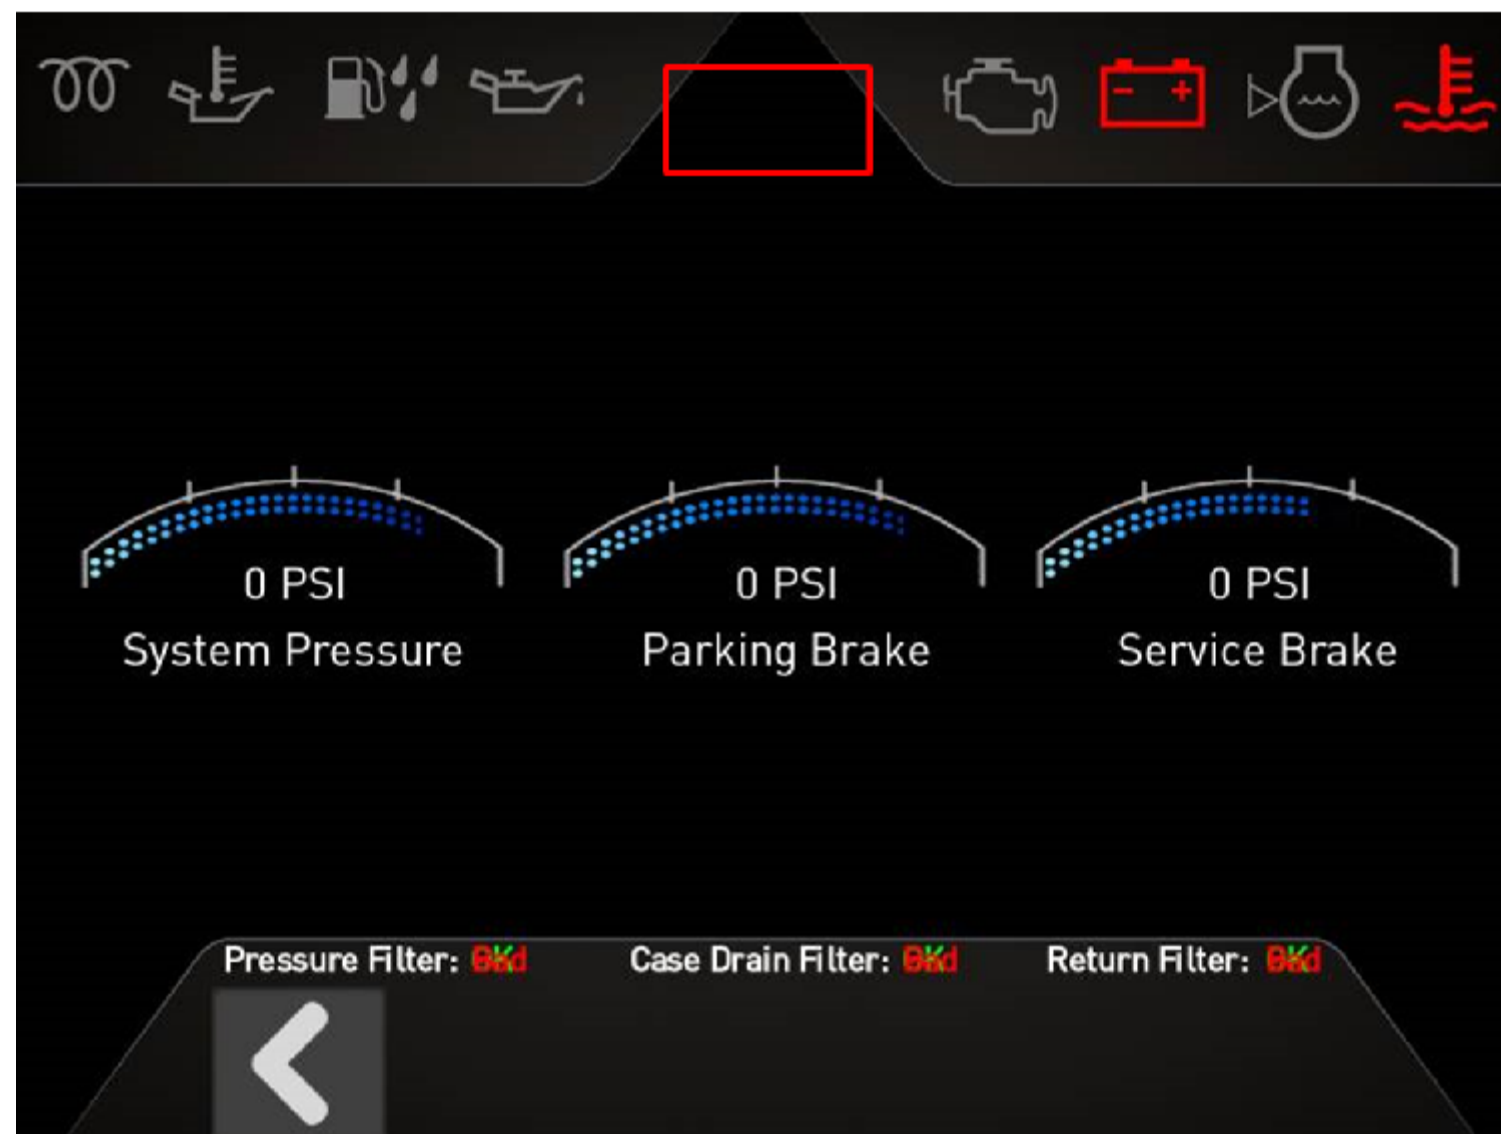 0 PSI
System Pressure
0 PSI
Parking Brake
0 PSI
Service Brake
Pressure Filter:
Case Drain Filter:
Return Filter: